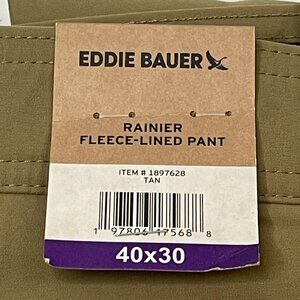 EDDIE BAUER
RAINIER
FLEECE-LINED PANT
ITEM # 1897628
TAN
1 97806 17568 8
40x30